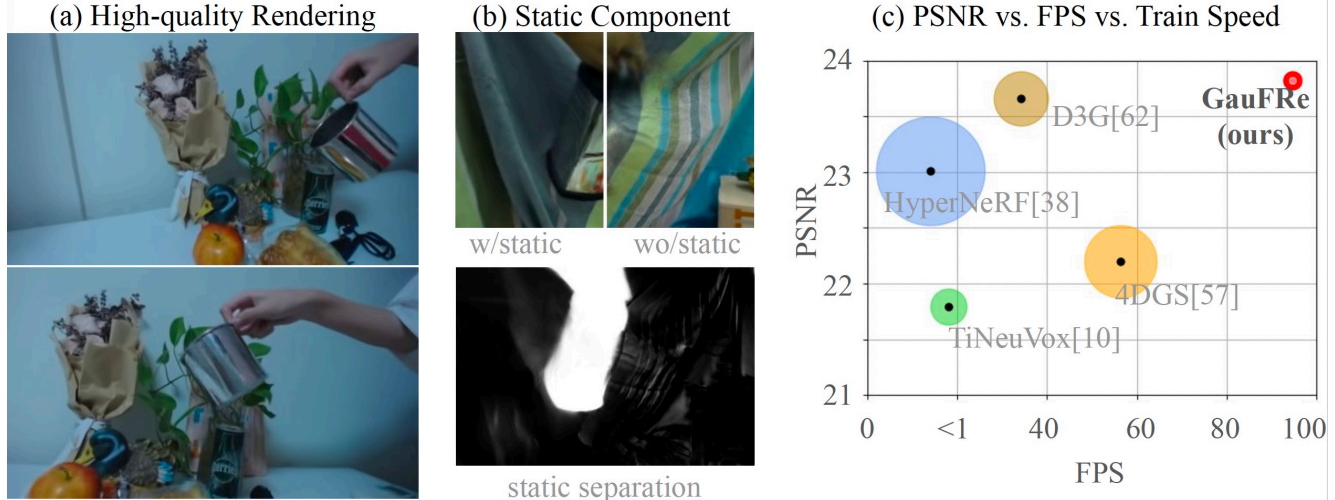 (a) High-quality Rendering
(b) Static Component
w/static
wo/static
static separation
(c) PSNR vs. FPS vs. Train Speed
PSNR
24
23
22
21
D3G[62]
GauFRe
(ours)
HyperNeRF[38]
4DGS[57]
TiNeuVox[10]
0
<1
40
60
80
100
FPS